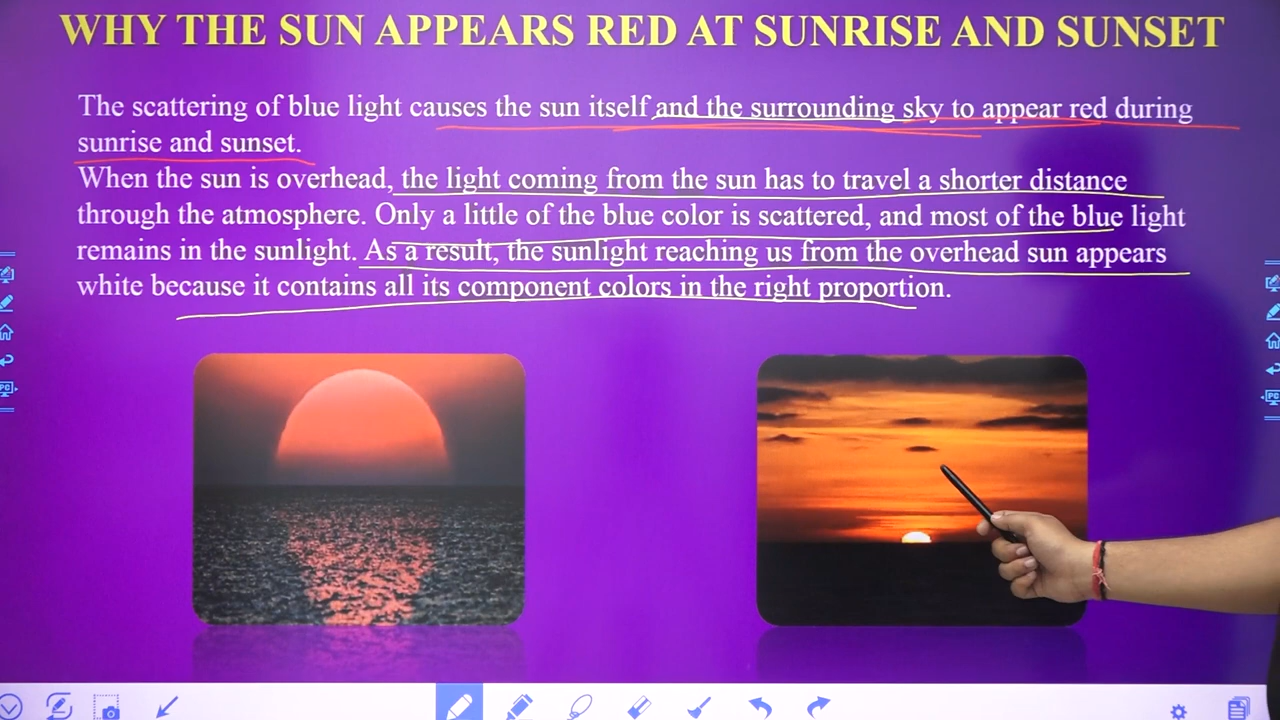 WHY THE SUN APPEARS RED AT SUNRISE AND SUNSET
The scattering of blue light causes the sun itself and the surrounding sky to appear red during
sunrise and sunset.
When the sun is overhead, the light coming from the sun has to travel a shorter distance
through the atmosphere. Only a little of the blue color is scattered, and most of the blue light
remains in the sunlight. As a result, the sunlight reaching us from the overhead sun appears
white because it contains all its component colors in the right proportion.
PC
PC